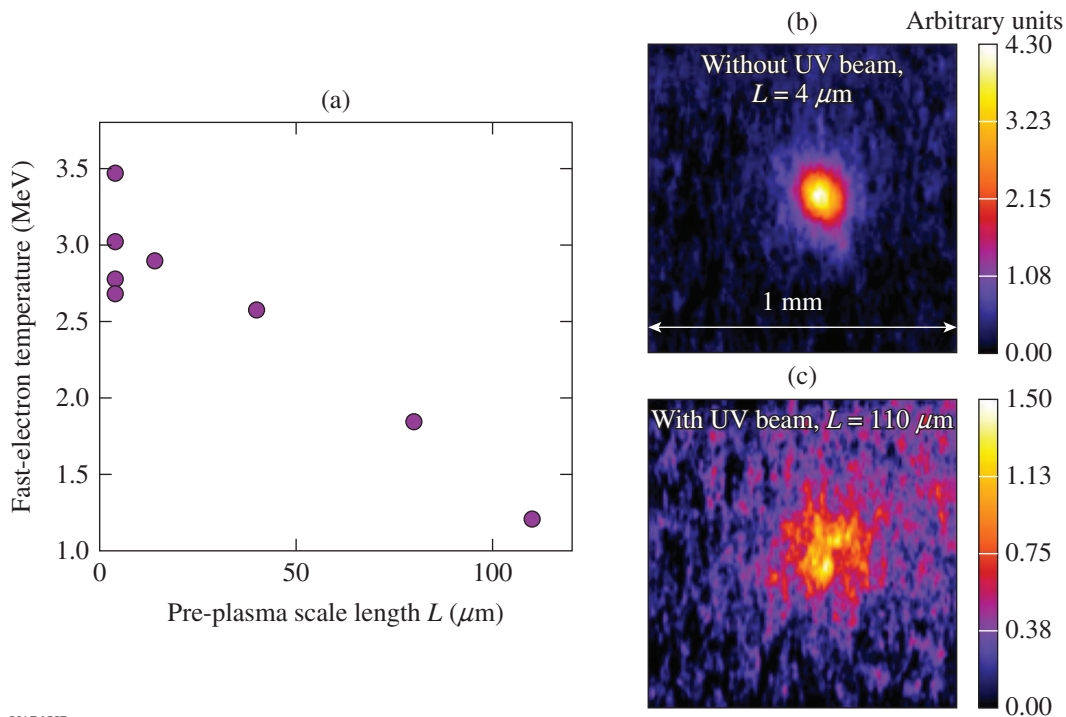 (a)
Fast-electron temperature (MeV)
3.5
3.0
2.5
2.0
1.5
1.0
0
50
100
Pre-plasma scale length L (μm)
(b)
Arbitrary units
Without UV beam,
L = 4 μm
1 mm
4.30
3.23
2.15
1.08
0.00
(c)
With UV beam, L = 110 μm
1.50
1.13
0.75
0.38
0.00